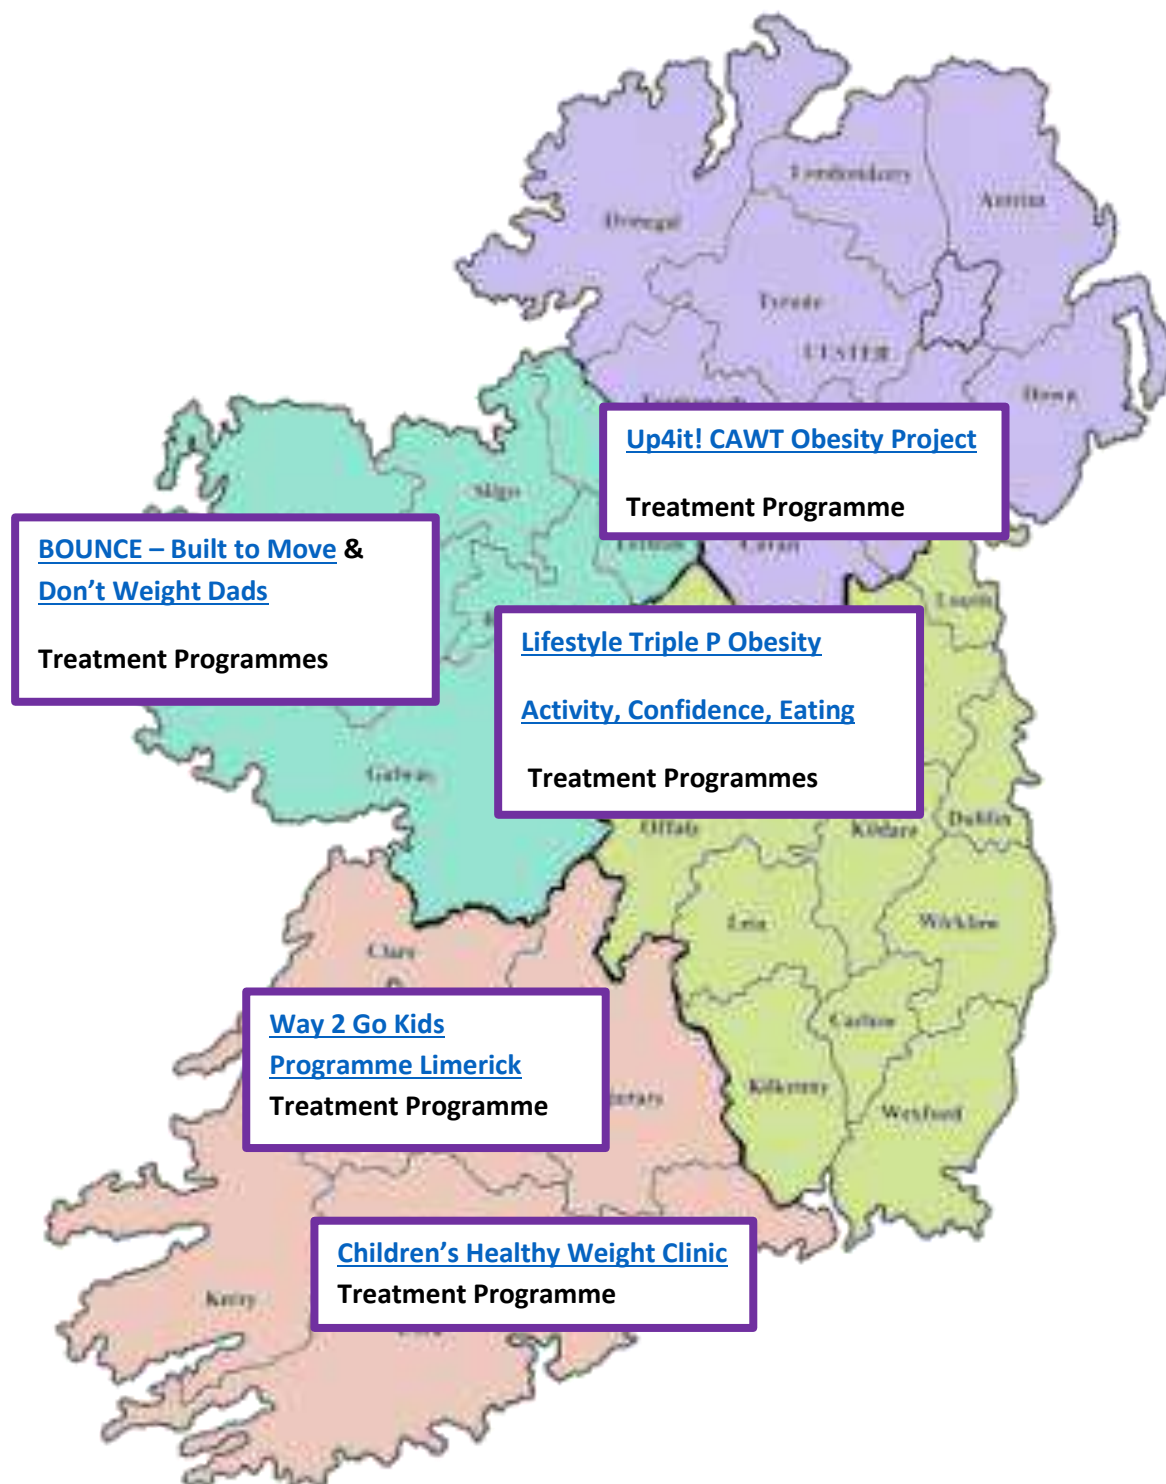 Londonderry
Antrim
Donegal
Tyrone
ULSTER
Down
Up4it! CAWT Obesity Project
Treatment Programme
Sligo
Cavan
BOUNCE – Built to Move &
Don’t Weight Dads
Treatment Programmes
Louth
Lifestyle Triple P Obesity
Activity, Confidence, Eating
Treatment Programmes
Galway
Offaly
Kildare
Dublin
Wicklow
Clare
Carlow
Way 2 Go Kids
Programme Limerick
Treatment Programme
Kilkenny
Wexford
Children’s Healthy Weight Clinic
Treatment Programme
Kerry